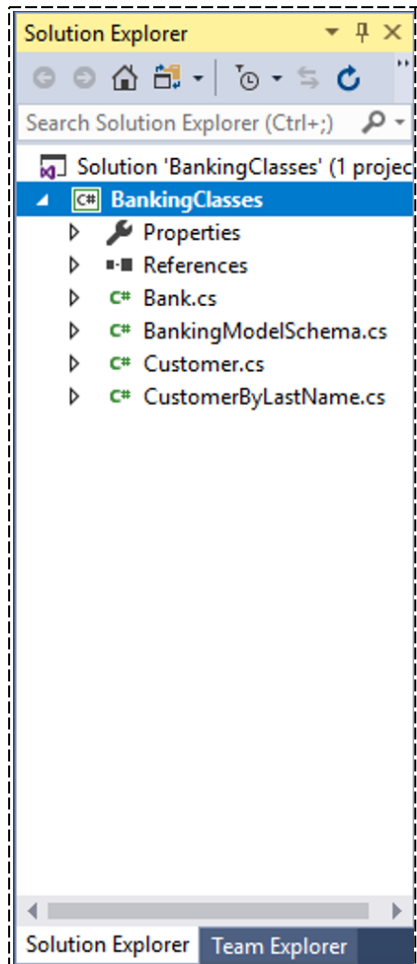 Solution Explorer
Search Solution Explorer (Ctrl+;)
Solution 'BankingClasses' (1 projec
C# BankingClasses
Properties
References
C# Bank.cs
C# BankingModelSchema.cs
C# Customer.cs
C# CustomerByLastName.cs
Solution Explorer Team Explorer